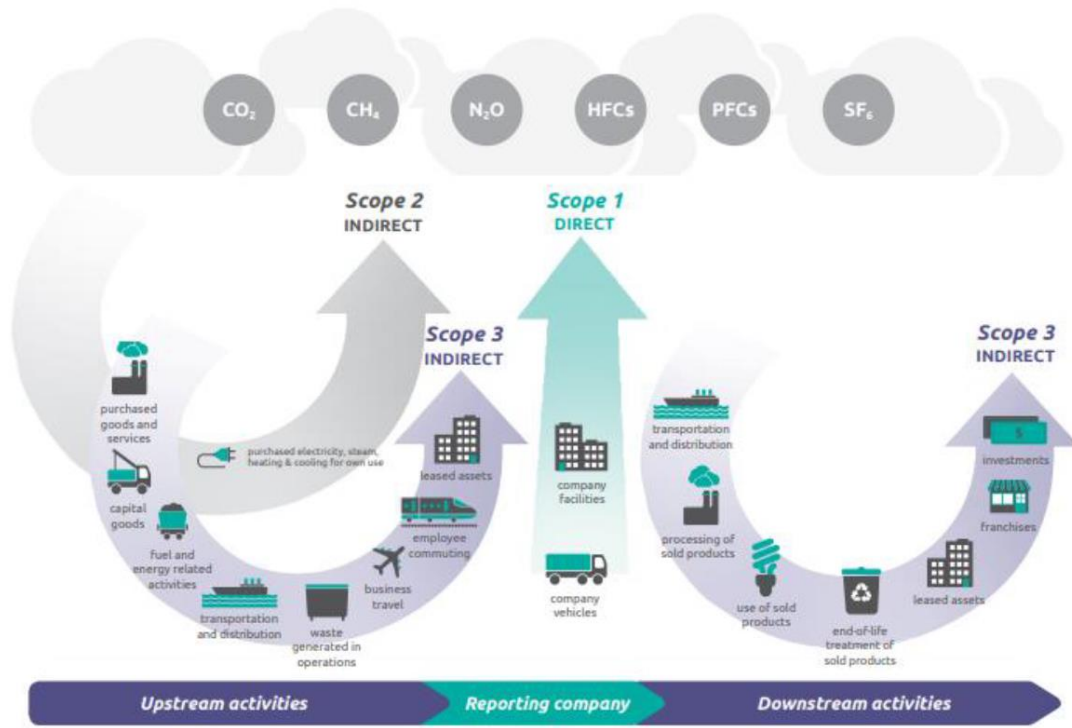 CO₂
CH₄
N₂O
HFCs
PFCs
SF₆
Scope 2
INDIRECT
Scope 1
DIRECT
Scope 3
INDIRECT
Scope 3
INDIRECT
purchased
goods and
services
capital
goods
fuel and
energy related
activities
purchased electricity, steam,
heating & cooling for own use
transportation
and distribution
waste
generated in
operations
business
travel
employee
commuting
leased assets
company
facilities
company
vehicles
transportation
and distribution
processing of
sold products
use of sold
products
end-of-life
treatment of
sold products
leased assets
franchises
$
investments
Upstream activities
Reporting company
Downstream activities